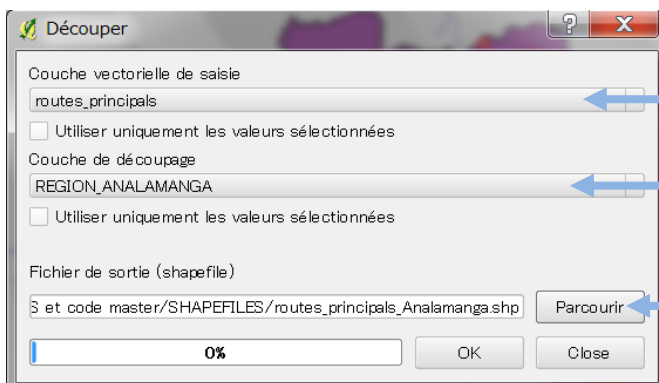 Découper
? X
Couche vectorielle de saisie
routes_principals
Utiliser uniquement les valeurs sélectionnées
Couche de découpage
REGION_ANALAMANGA
Utiliser uniquement les valeurs sélectionnées
Fichier de sortie (shapefile)
S et code master/SHAPEFILES/routes_principals_Analamanga.shp Parcourir
0% OK Close